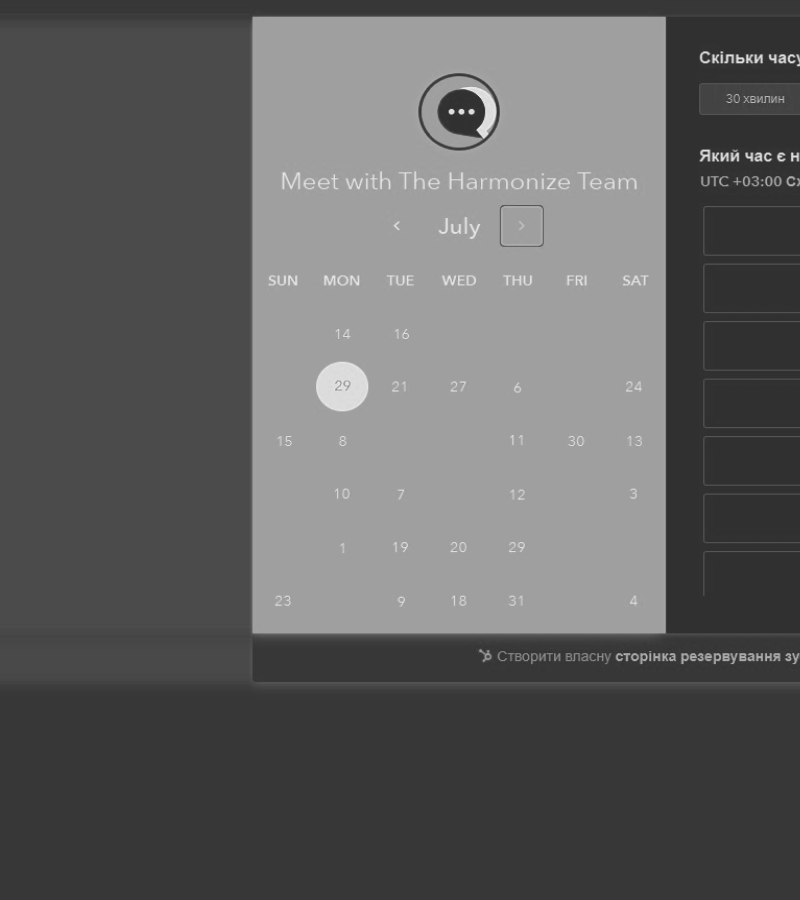 Meet with The Harmonize Team
July
SUN MON TUE WED THU FRI SAT
14 16
29 21 27 6 24
15 8 11 30 13
10 7 12 3
1 19 20 29
23 9 18 31 4
Скільки часу
30 хвилин
Який час є н
UTC +03:00 Сх
Створити власну сторінка резервування зу